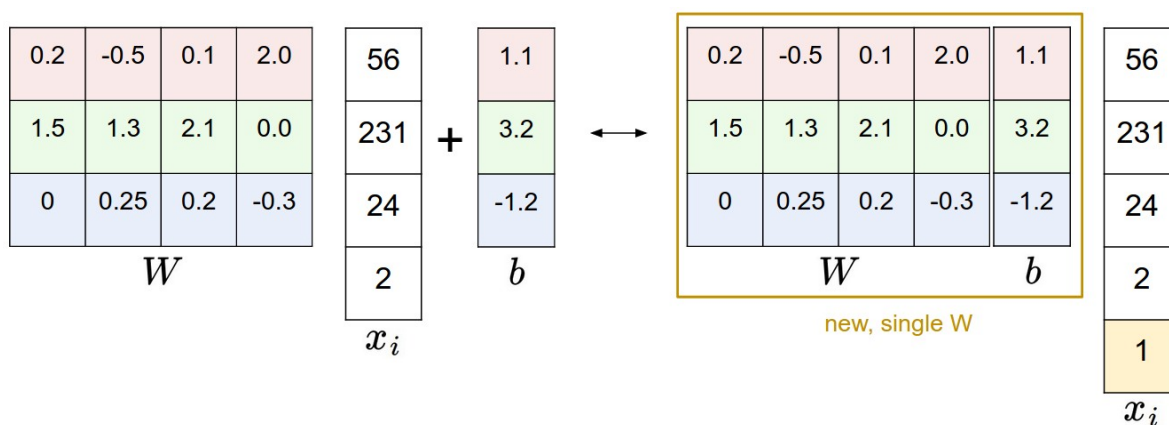 0.2 -0.5 0.1 2.0 56 1.1 0.2 -0.5 0.1 2.0 1.1 56
1.5 1.3 2.1 0.0 231 + 3.2 ↔ 1.5 1.3 2.1 0.0 3.2 231
0 0.25 0.2 -0.3 24 -1.2 0 0.25 0.2 -0.3 -1.2 24
W 2 b W b 2
new, single W
x_i 1
x_i